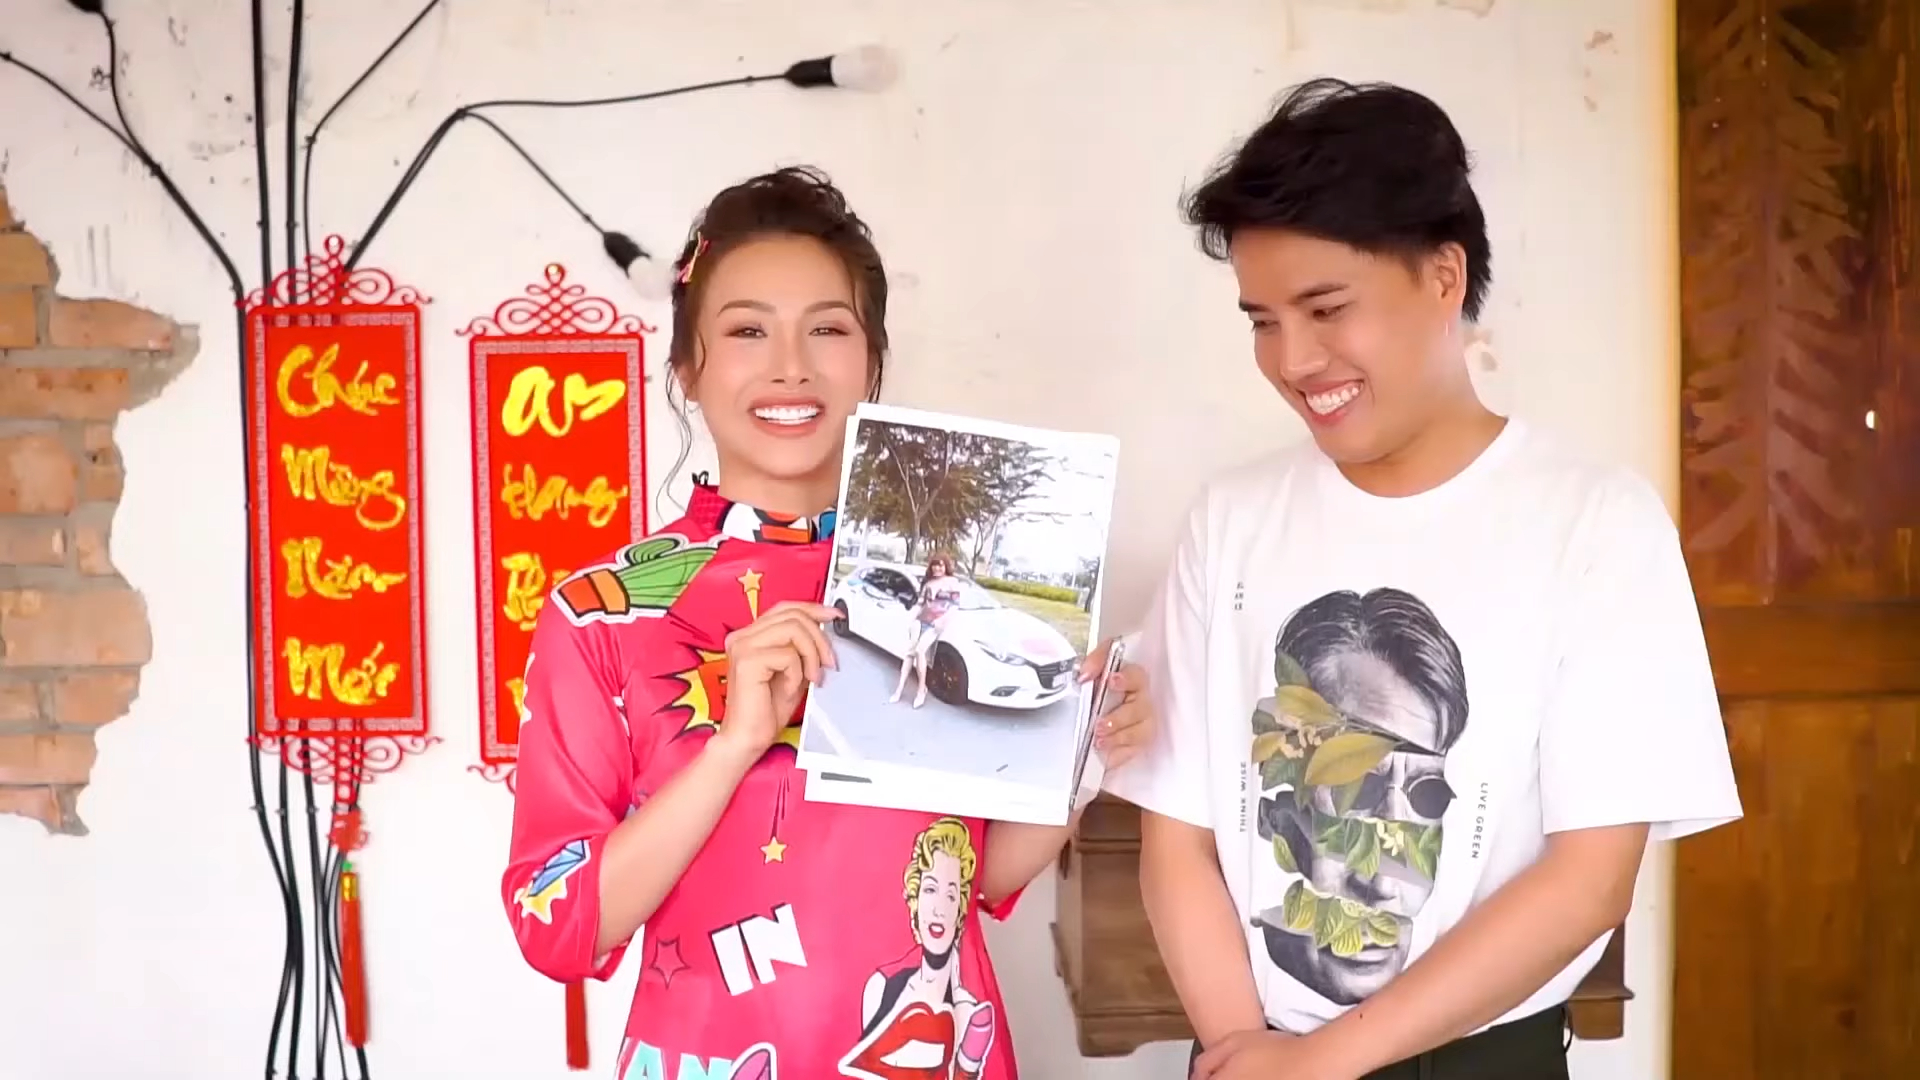 Chúc
Mừng
Năm
Mới
An
Khang
IN
THINK WISE
LIVE GREEN